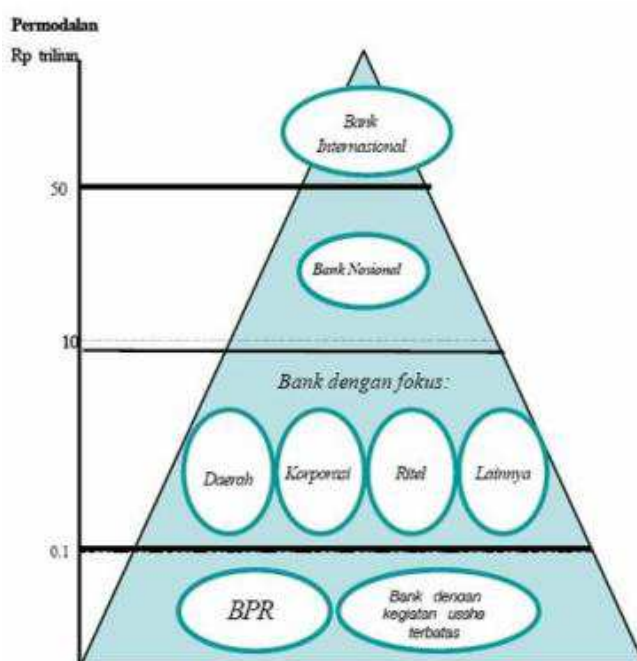 Permodalan
Rp triliun
Bank
Internasional
50
Bank Nasional
10
Bank dengan fokus:
Daerah Korporasi Ritel Lainnya
0.1
BPR
Bank dengan
kegiatan usaha
terbatas